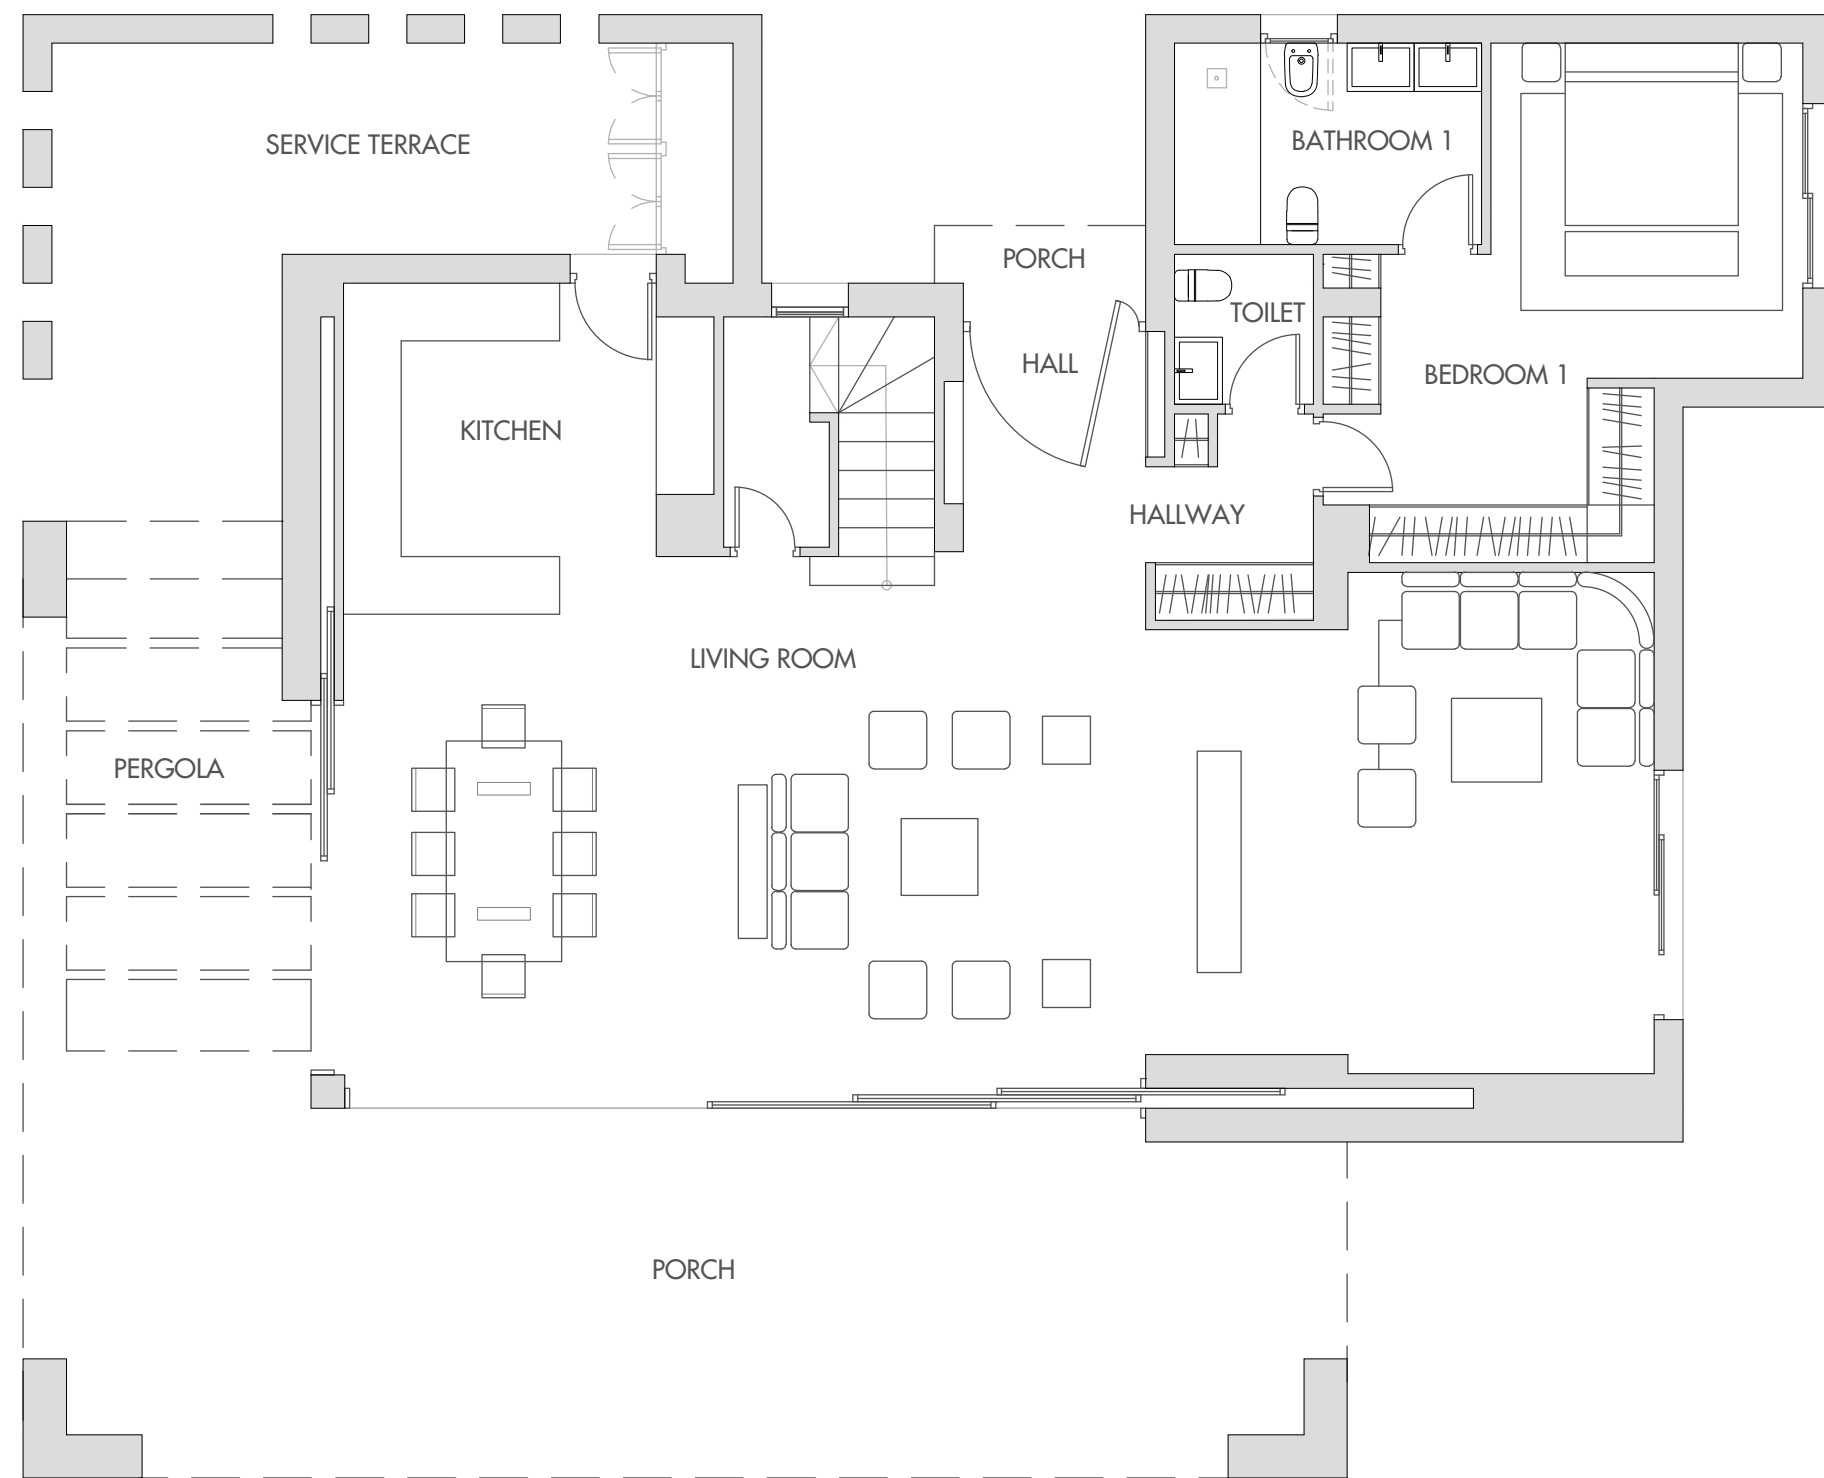 SERVICE TERRACE
BATHROOM 1
PORCH
TOILET
HALL
BEDROOM 1
KITCHEN
HALLWAY
LIVING ROOM
PERGOLA
PORCH